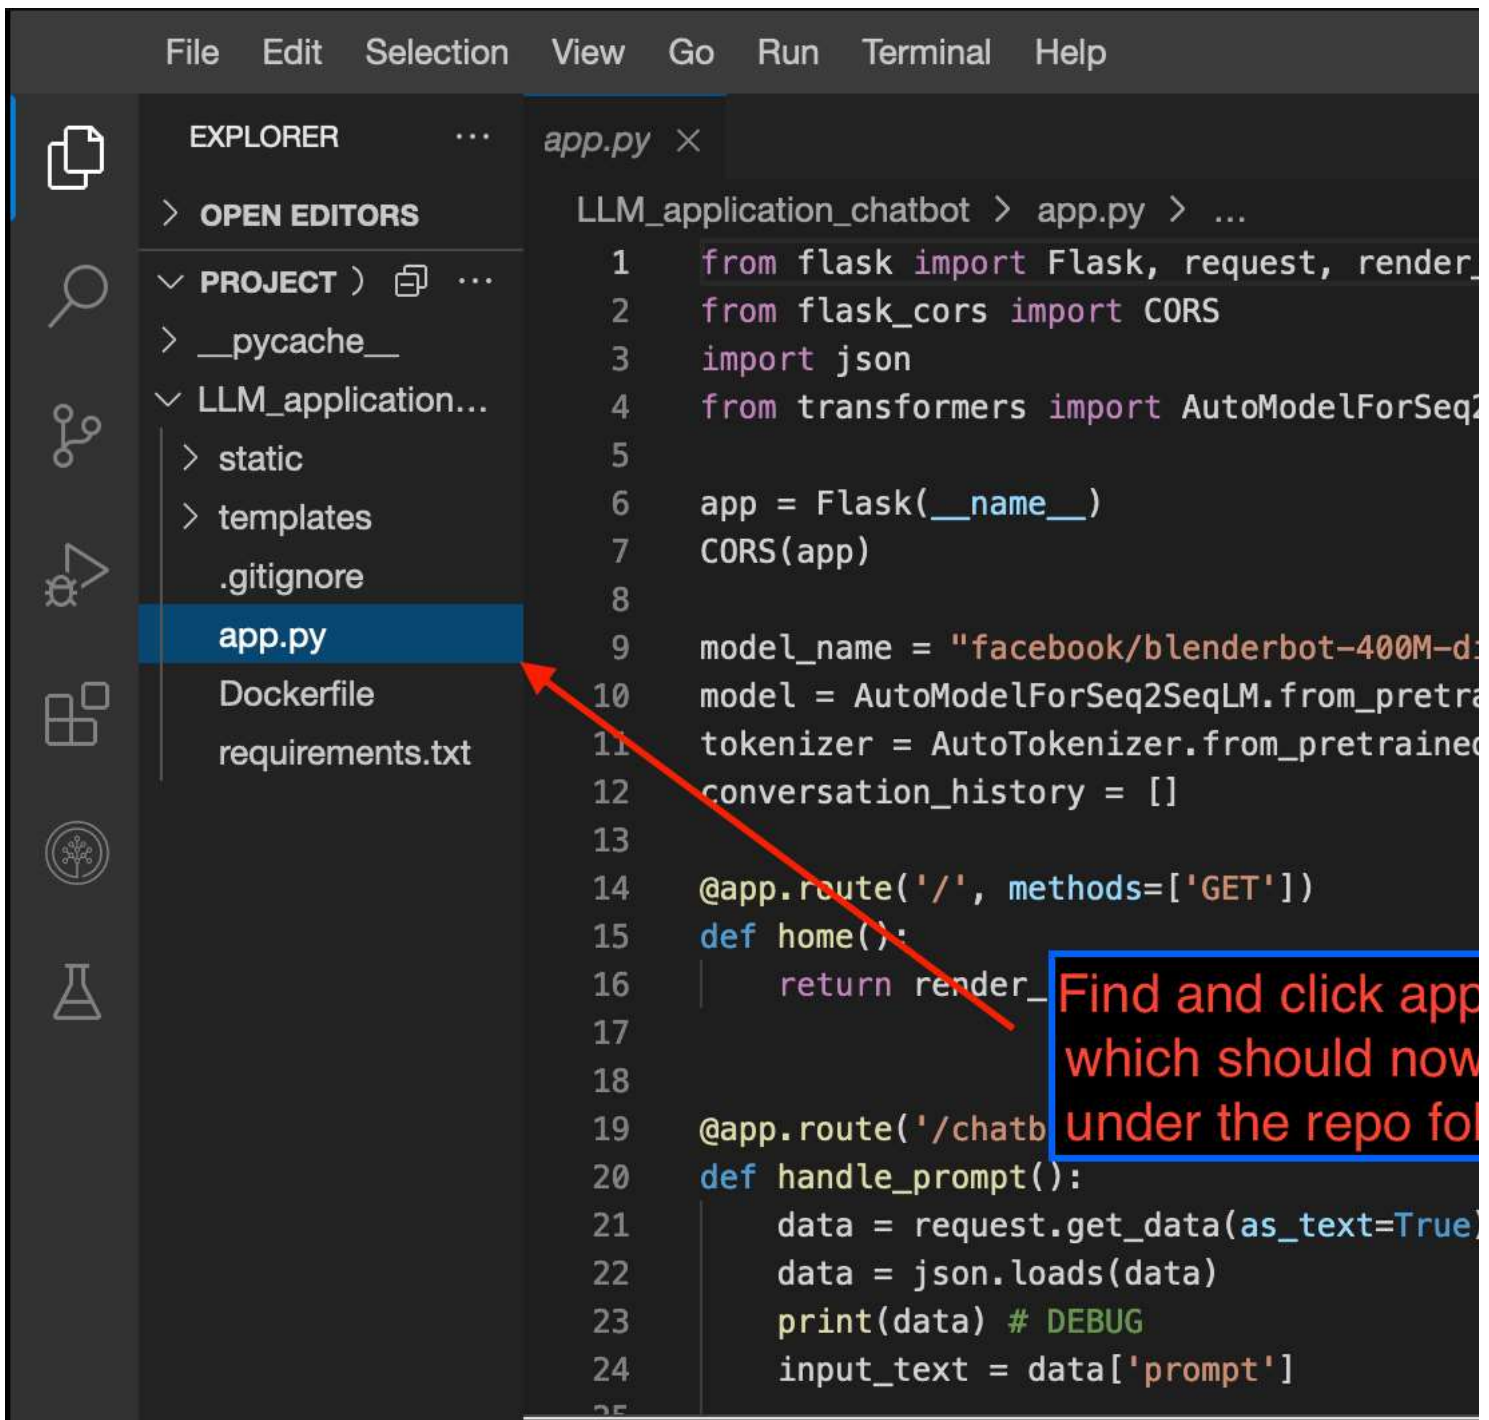 File Edit Selection View Go Run Terminal Help
EXPLORER ...
OPEN EDITORS
PROJECT ) ...
__pycache__
LLM_application...
static
templates
.gitignore
app.py
Dockerfile
requirements.txt
app.py
LLM_application_chatbot > app.py > ...
1 from flask import Flask, request, render_
2 from flask_cors import CORS
3 import json
4 from transformers import AutoModelForSeq2
5
6 app = Flask(__name__)
7 CORS(app)
8
9 model_name = "facebook/blenderbot-400M-di
10 model = AutoModelForSeq2SeqLM.from_pretra
11 tokenizer = AutoTokenizer.from_pretrained
12 conversation_history = []
13
14 @app.route('/', methods=['GET'])
15 def home():
16 return render_
17
18
19 @app.route('/chatb
20 def handle_prompt():
21 data = request.get_data(as_text=True)
22 data = json.loads(data)
23 print(data) # DEBUG
24 input_text = data['prompt']
25
Find and click app
which should now
under the repo fol